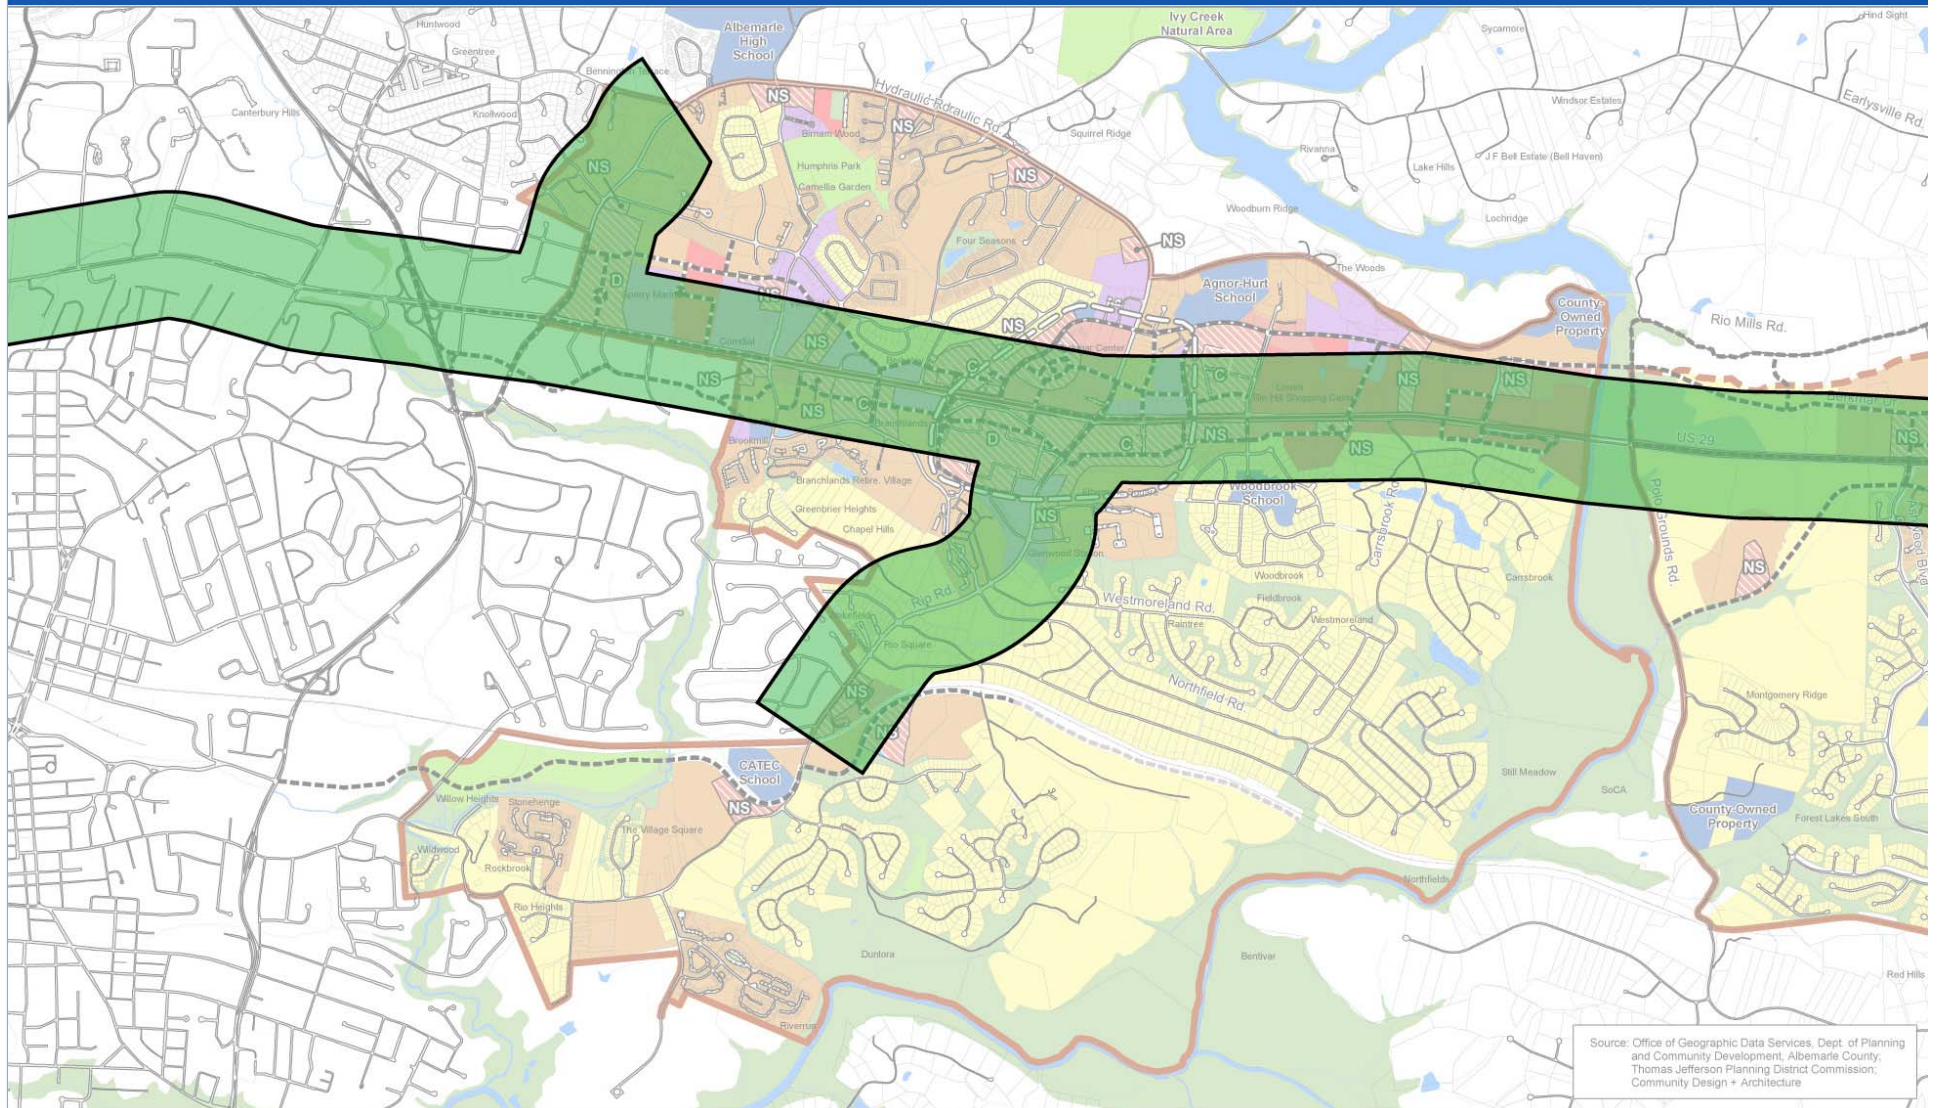 Huntwood
Albemarle
High
School
Ivy Creek
Natural Area
Sycamore
Hind Sight
Greentree
Bennington Terrace
Canterbury Hills
Knollwood
NS
Hydraulic Rd.
Windsor Estates
Earlysville Rd.
NS
Birnam Wood
Squirrel Ridge
Rivanna
J F Bell Estate (Bell Haven)
Lake Hills
NS
Humphris Park
Camellia Garden
NS
Woodburn Ridge
Lochridge
Four Seasons
NS
The Woods
Agnor-Hurt
School
D
County-
Owned
Property
NS
NS
Rio Mills Rd.
Comdial
NS
NS
C
C
NS
NS
Berkmar Dr.
NS
C
Branchlands
D
C
NS
NS
US 29
NS
Brookmill
Branchlands Retire. Village
Woodbrook
School
Carrsbrook Rd.
Polo Grounds Rd.
Greenbrier Heights
NS
Chapel Hills
Glenwood Station
Woodbrook
Carrsbrook
NS
Rio Rd.
Westmoreland Rd.
Fieldbrook
Raintree
Westmoreland
Rio Square
NS
Northfield Rd.
Montgomery Ridge
NS
CATEC
School
Still Meadow
SoCA
Willow Heights
Stonehenge
NS
County-Owned
Property
Forest Lakes South
The Village Square
Wildwood
Rockbrook
Northfields
Rio Heights
Dunlora
Bentivar
Red Hills
Riverrun
Source: Office of Geographic Data Services, Dept. of Planning
and Community Development, Albemarle County;
Thomas Jefferson Planning District Commission;
Community Design + Architecture